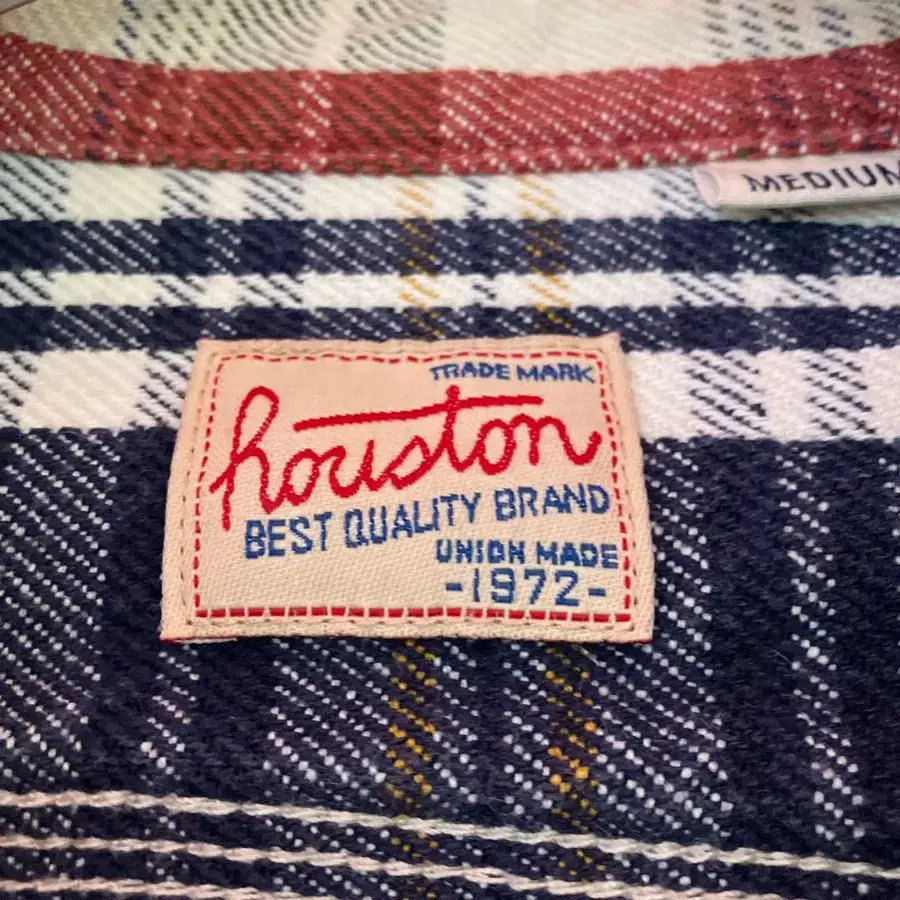 MEDIUM
TRADE MARK
houston
BEST QUALITY BRAND
UNION MADE
-1972-